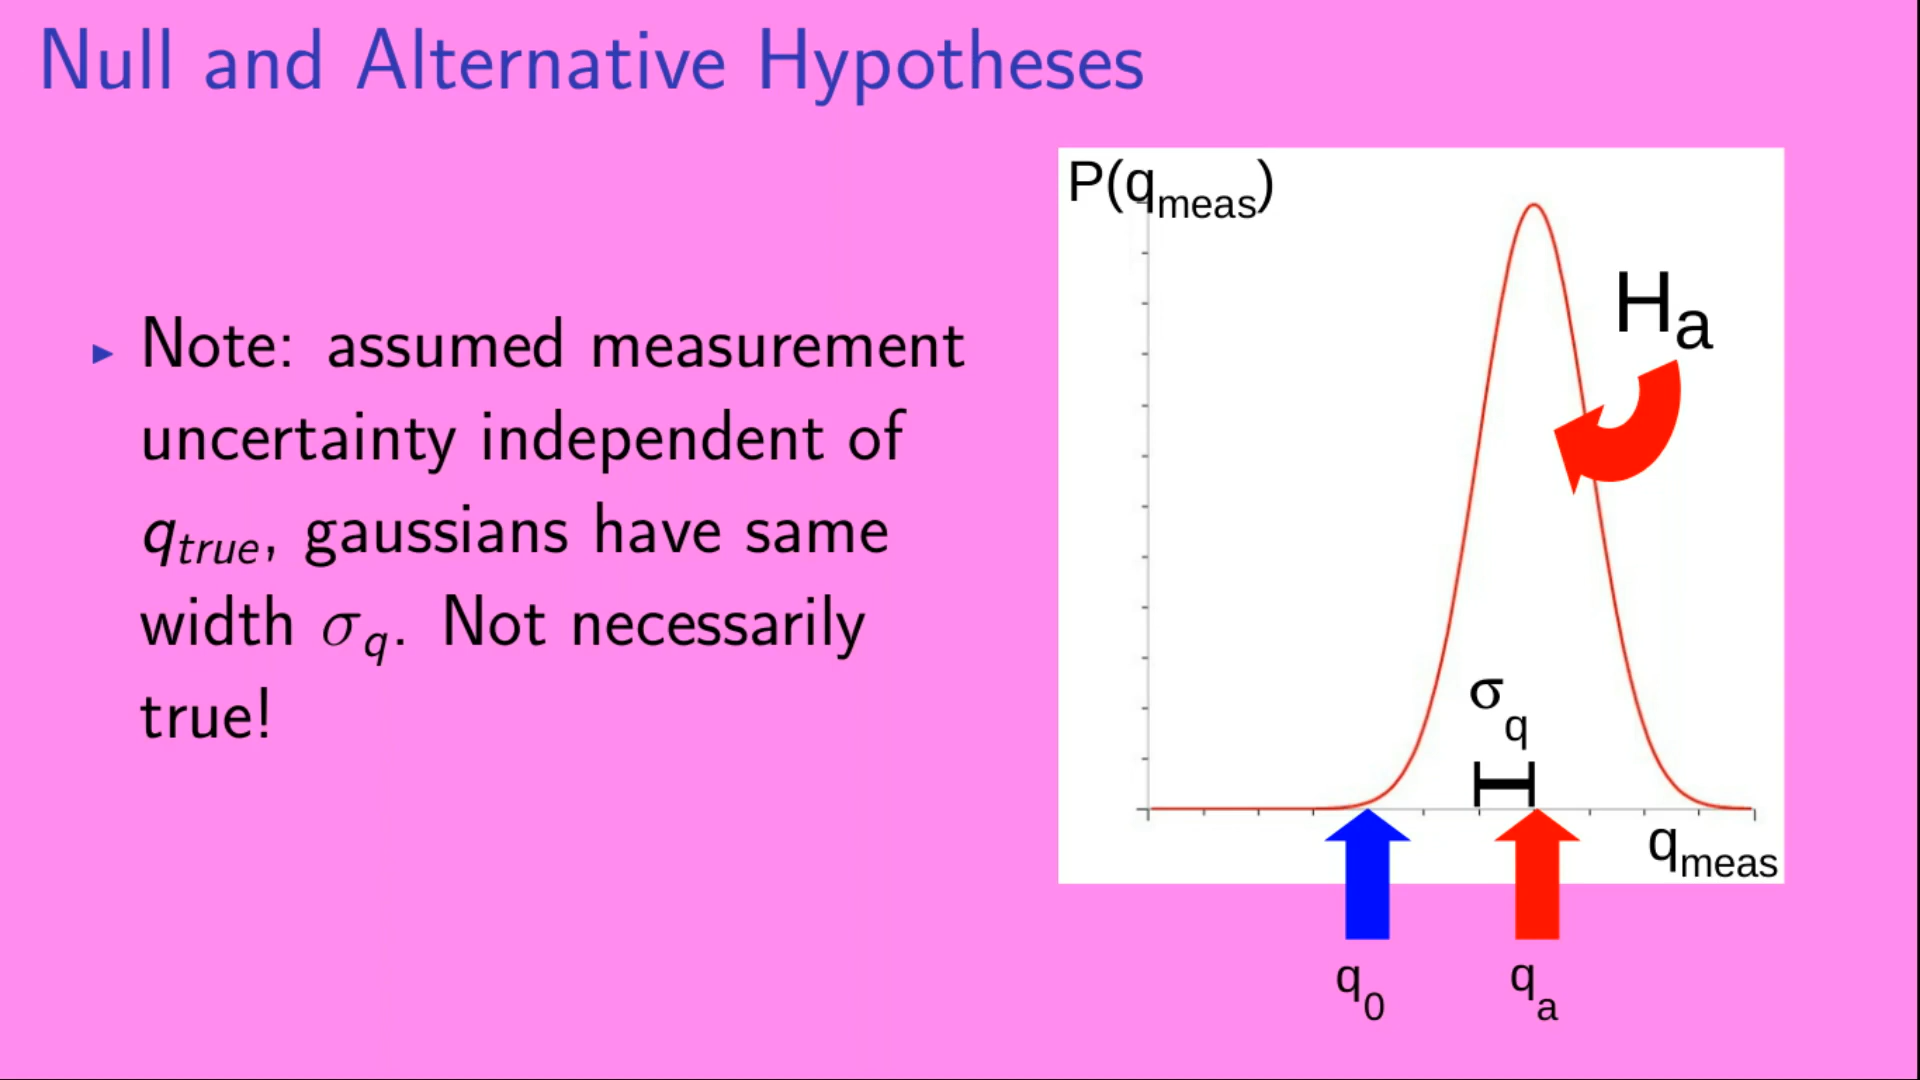 Null and Alternative Hypotheses
▸ Note: assumed measurement
uncertainty independent of
q_true, gaussians have same
width σ_q. Not necessarily
true!
P(q_meas)
H_a
σ_q
q_meas
q_0
q_a